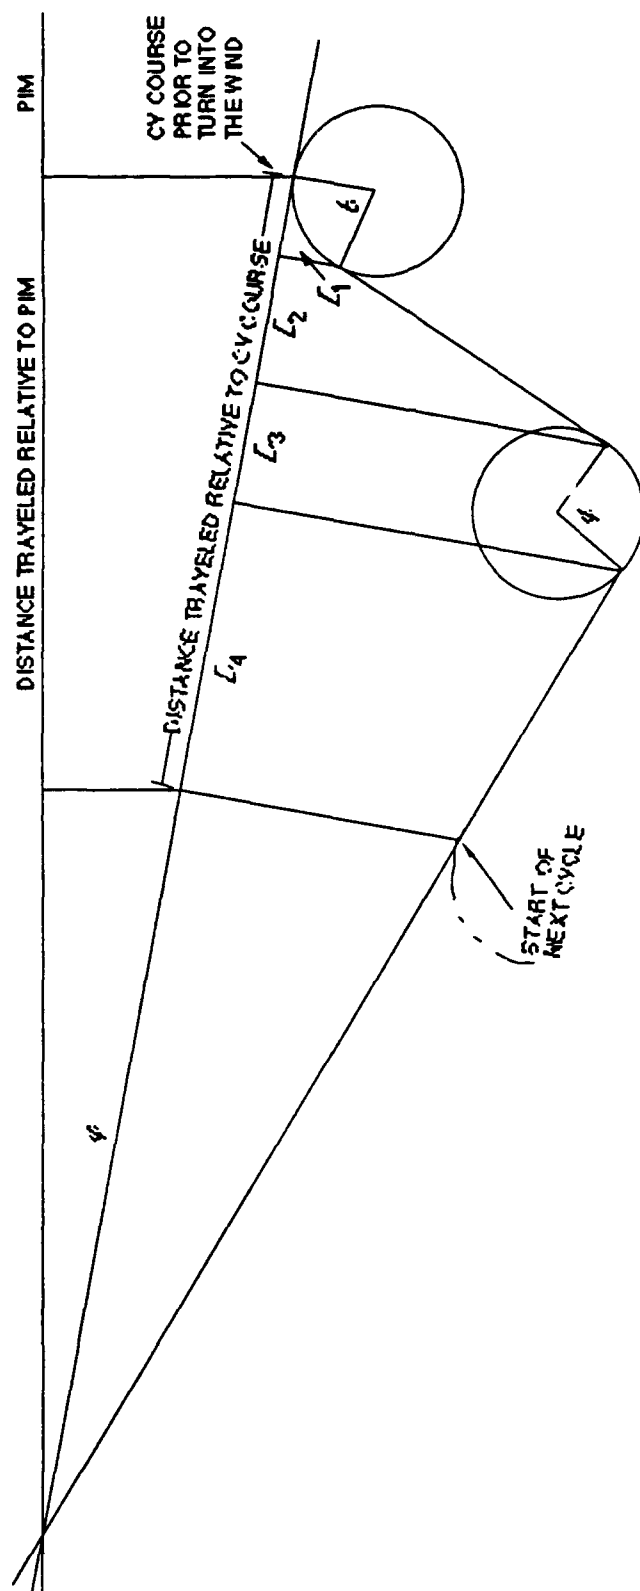 DISTANCE TRAVELED RELATIVE TO PIM
PIM
CV COURSE
PRIOR TO
TURN INTO
THE WIND
DISTANCE TRAVELED RELATIVE TO CV COURSE
L4
L3
L2
L1
START OF
NEXT CYCLE